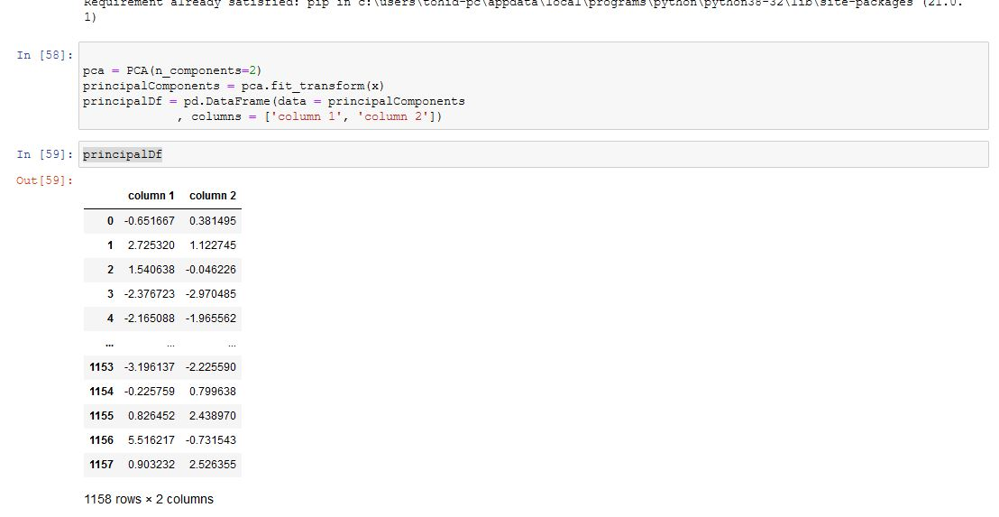 Requirement already satisfied: pip in c:\users\tohid-pc\appdata\local\programs\python\python38-32\lib\site-packages (21.0.
1)
In [58]:
pca = PCA(n_components=2)
principalComponents = pca.fit_transform(x)
principalDf = pd.DataFrame(data = principalComponents
, columns = ['column 1', 'column 2'])
In [59]: principalDf
Out[59]:
column 1 column 2
0 -0.651667 0.381495
1 2.725320 1.122745
2 1.540638 -0.046226
3 -2.376723 -2.970485
4 -2.165088 -1.965562
... ... ...
1153 -3.196137 -2.225590
1154 -0.225759 0.799638
1155 0.826452 2.438970
1156 5.516217 -0.731543
1157 0.903232 2.526355
1158 rows × 2 columns